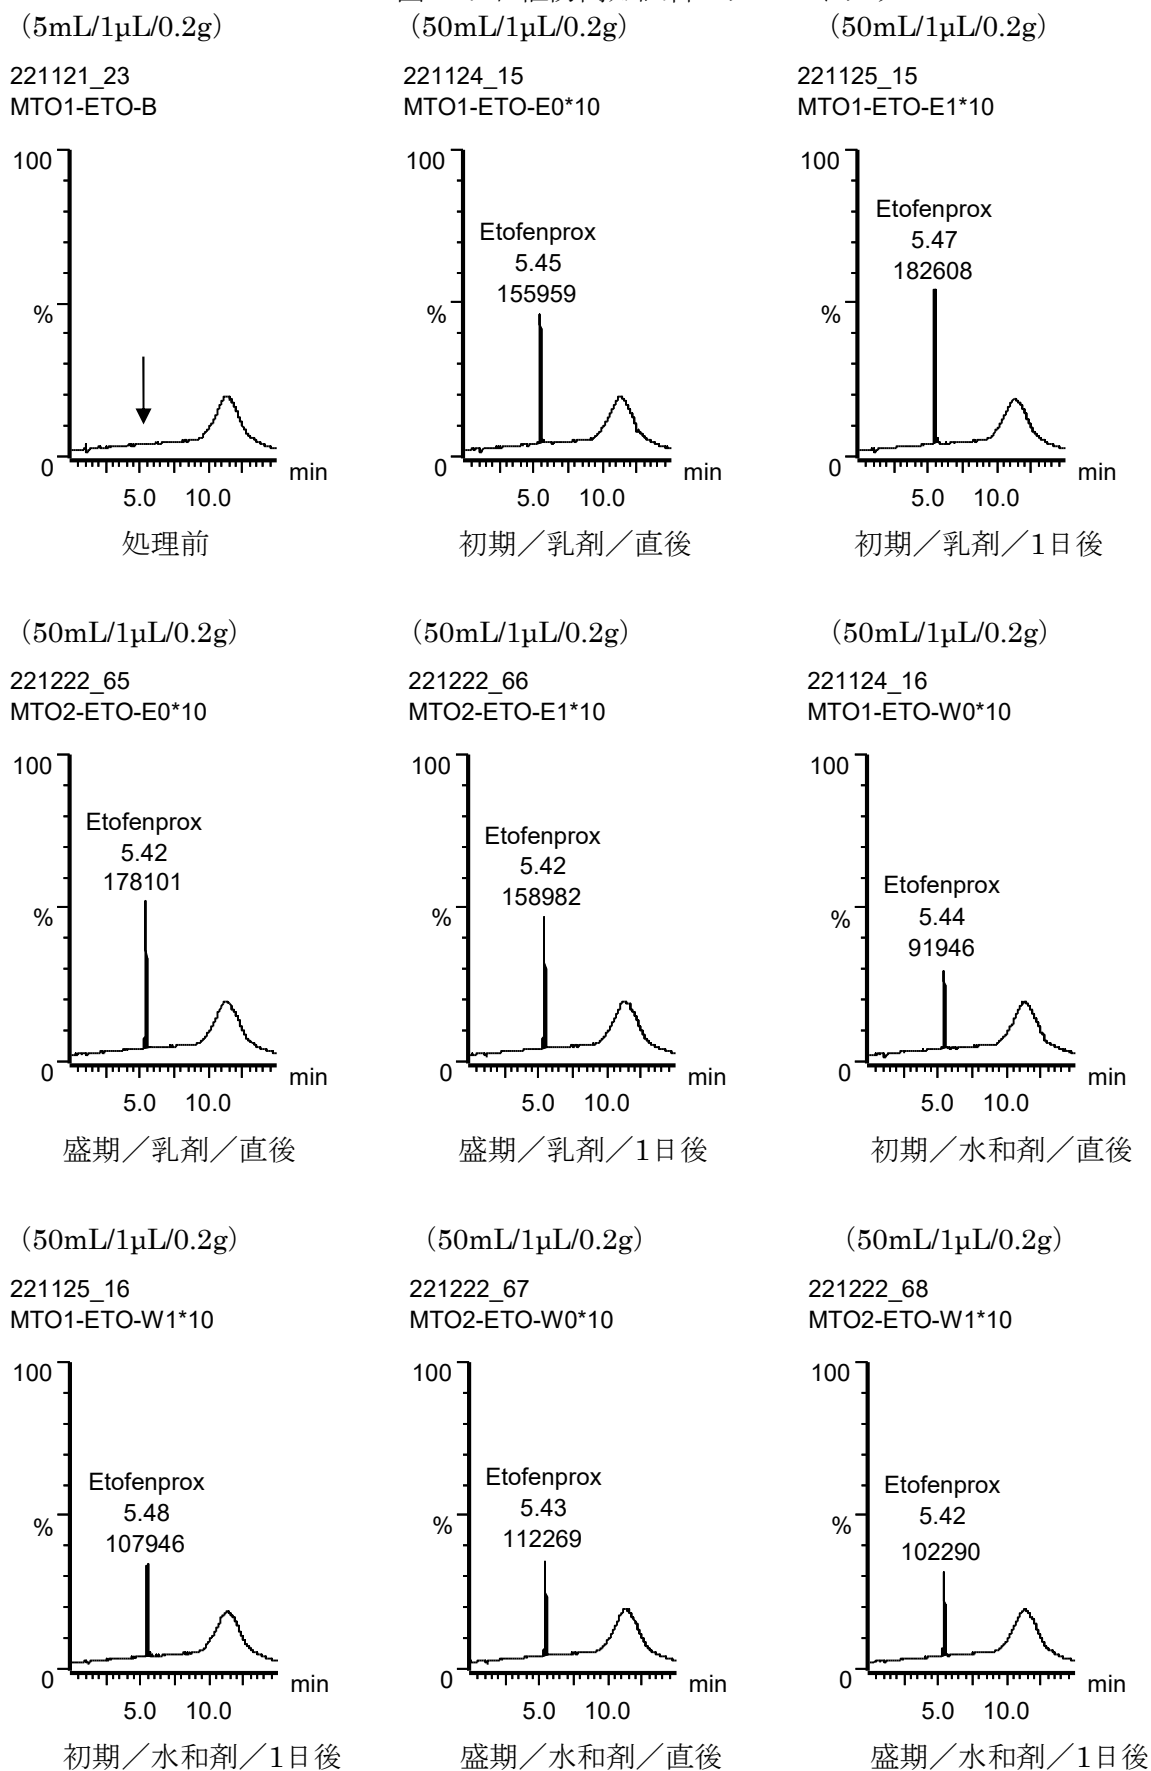 （5mL/1µL/0.2g）
221121_23
MTO1-ETO-B
100
%
0
min
5.0 10.0
処理前
（50mL/1µL/0.2g）
221124_15
MTO1-ETO-E0*10
100
Etofenprox
5.45
155959
%
0
min
5.0 10.0
初期／乳剤／直後
（50mL/1µL/0.2g）
221125_15
MTO1-ETO-E1*10
100
Etofenprox
5.47
182608
%
0
min
5.0 10.0
初期／乳剤／1日後
（50mL/1µL/0.2g）
221222_65
MTO2-ETO-E0*10
100
Etofenprox
5.42
178101
%
0
min
5.0 10.0
盛期／乳剤／直後
（50mL/1µL/0.2g）
221222_66
MTO2-ETO-E1*10
100
Etofenprox
5.42
158982
%
0
min
5.0 10.0
盛期／乳剤／1日後
（50mL/1µL/0.2g）
221124_16
MTO1-ETO-W0*10
100
Etofenprox
5.44
91946
%
0
min
5.0 10.0
初期／水和剤／直後
（50mL/1µL/0.2g）
221125_16
MTO1-ETO-W1*10
100
Etofenprox
5.48
107946
%
0
min
5.0 10.0
初期／水和剤／1日後
（50mL/1µL/0.2g）
221222_67
MTO2-ETO-W0*10
100
Etofenprox
5.43
112269
%
0
min
5.0 10.0
盛期／水和剤／直後
（50mL/1µL/0.2g）
221222_68
MTO2-ETO-W1*10
100
Etofenprox
5.42
102290
%
0
min
5.0 10.0
盛期／水和剤／1日後